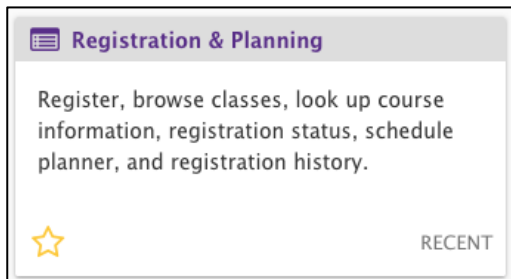 Registration & Planning
Register, browse classes, look up course
information, registration status, schedule
planner, and registration history.
RECENT